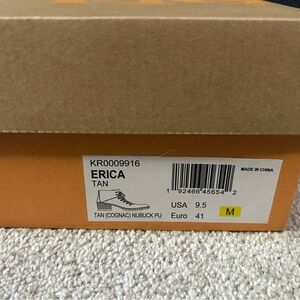 KR0009916
ERICA
TAN
TAN (COGNAC) NUBUCK PU
1 92466 45654 2
USA 9.5
Euro 41
M
MADE IN CHINA